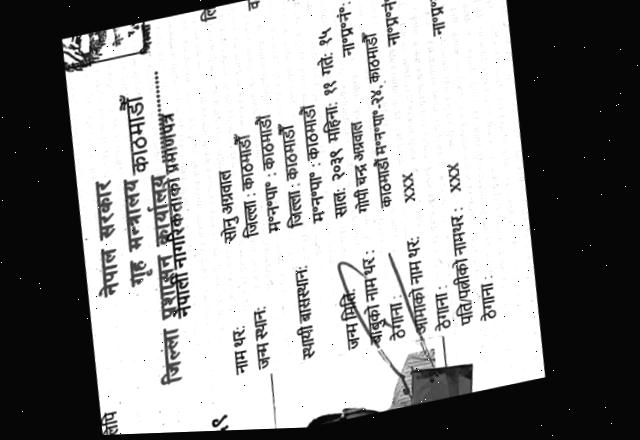 नेपाल सरकार
गृह मन्त्रालय
जिल्ला प्रशासन कार्यालय काठमाडौं
नेपाली नागरिकताको प्रमाणपत्र
नाम थर: सोनु अग्रवाल
जन्म स्थान: जिल्ला : काठमाडौं
म॰न॰पा॰ : काठमाडौं
स्थायी बासस्थान: जिल्ला : काठमाडौं
म॰न॰पा॰ : काठमाडौं
जन्म मिति: साल: २०३९ महिना: ११ गते: १५
बाबुको नाम थर : चन्द्र अग्रवाल ना॰प्र॰नं॰:
ठेगाना : काठमाडौं म॰न॰पा॰-२४, काठमाडौं
आमाको नाम थर: XXX ना॰प्र॰नं
ठेगाना :
पति/पत्नीको नामथर : XXX ना॰प्र॰
ठेगाना :